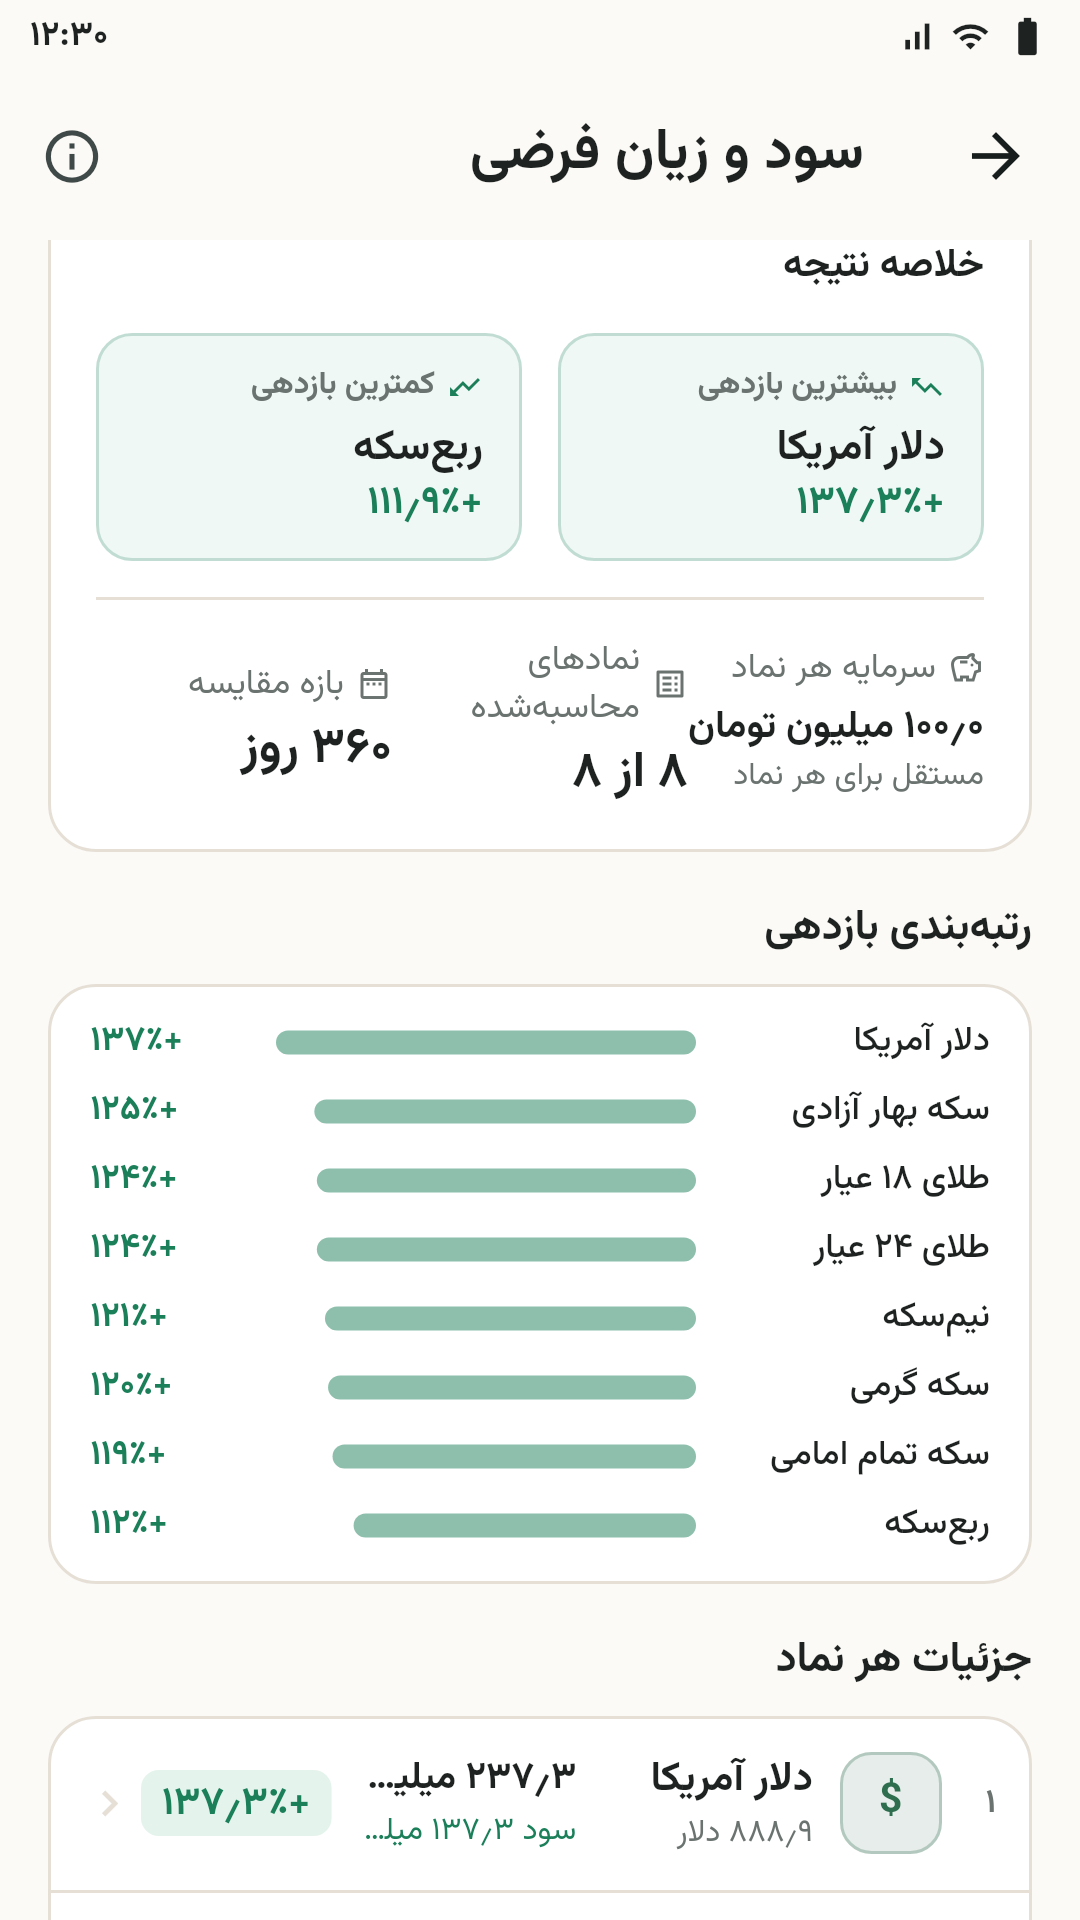 ۱۲:۳۰
سود و زیان فرضی
خلاصه نتیجه
بیشترین بازدهی
دلار آمریکا
+۱۳۷٫۳٪
کمترین بازدهی
ربع‌سکه
+۱۱۱٫۹٪
سرمایه هر نماد
۱۰۰٫۰ میلیون تومان
مستقل برای هر نماد
نمادهای
محاسبه‌شده
۸ از ۸
بازه مقایسه
۳۶۰ روز
رتبه‌بندی بازدهی
دلار آمریکا +۱۳۷٪
سکه بهار آزادی +۱۲۵٪
طلای ۱۸ عیار +۱۲۴٪
طلای ۲۴ عیار +۱۲۴٪
نیم‌سکه +۱۲۱٪
سکه گرمی +۱۲۰٪
سکه تمام امامی +۱۱۹٪
ربع‌سکه +۱۱۲٪
جزئیات هر نماد
۱
$
دلار آمریکا
۸۸۸٫۹ دلار
۲۳۷٫۳ میلیـ...
سود ۱۳۷٫۳ میلـ...
+۱۳۷٫۳٪